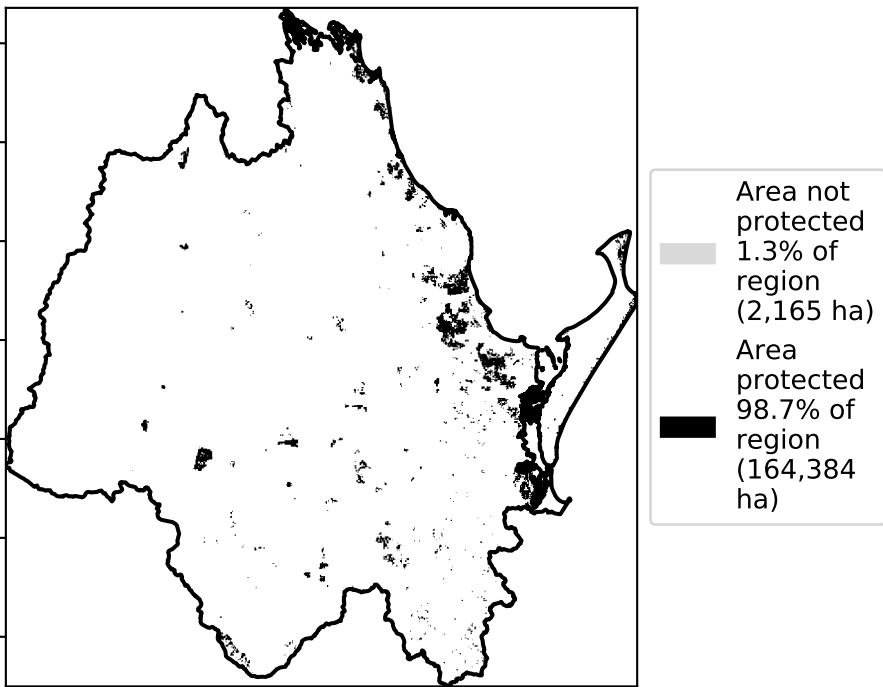 Area not
protected
1.3% of
region
(2,165 ha)
Area
protected
98.7% of
region
(164,384
ha)